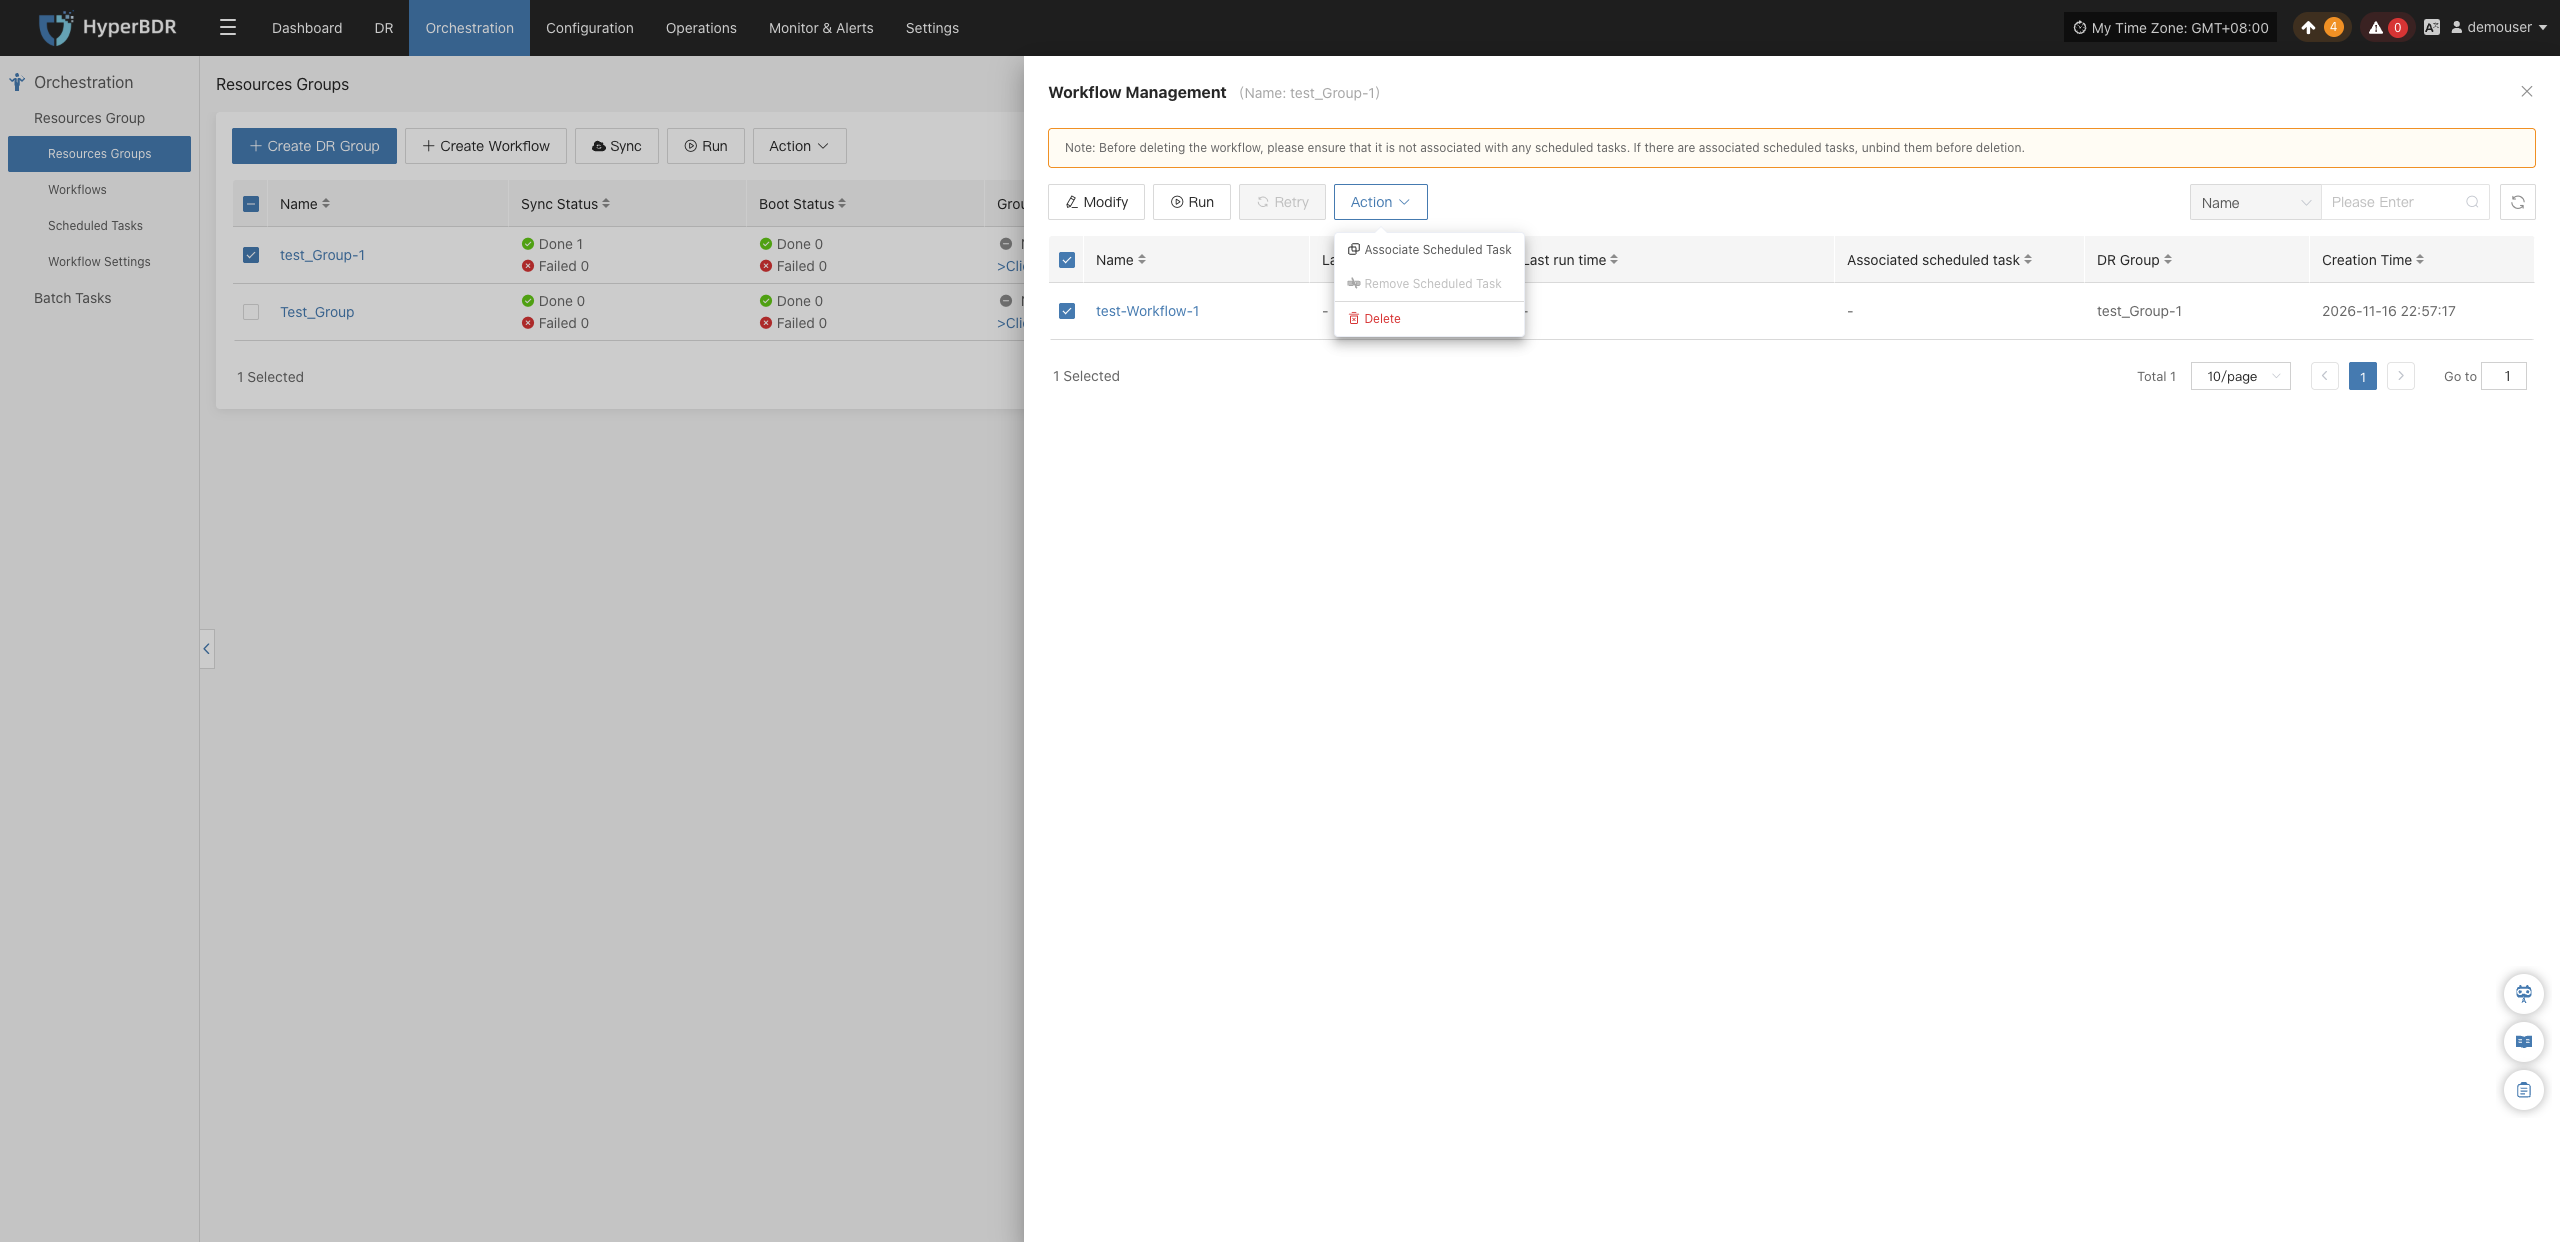 HyperBDR
Dashboard DR Orchestration Configuration Operations Monitor & Alerts Settings
My Time Zone: GMT+08:00 4 0 demouser
Orchestration
Resources Group
Resources Groups
Workflows
Scheduled Tasks
Workflow Settings
Batch Tasks
Resources Groups
Create DR Group Create Workflow Sync Run Action
Name Sync Status Boot Status
test_Group-1 Done 1 Done 0
Failed 0 Failed 0
Test_Group Done 0 Done 0
Failed 0 Failed 0
1 Selected
Workflow Management (Name: test_Group-1)
Note: Before deleting the workflow, please ensure that it is not associated with any scheduled tasks. If there are associated scheduled tasks, unbind them before deletion.
Modify Run Retry Action Name Please Enter
Associate Scheduled Task
Remove Scheduled Task
Delete
Name Last run time Associated scheduled task DR Group Creation Time
test-Workflow-1 - - - test_Group-1 2026-11-16 22:57:17
1 Selected Total 1 10/page 1 Go to 1